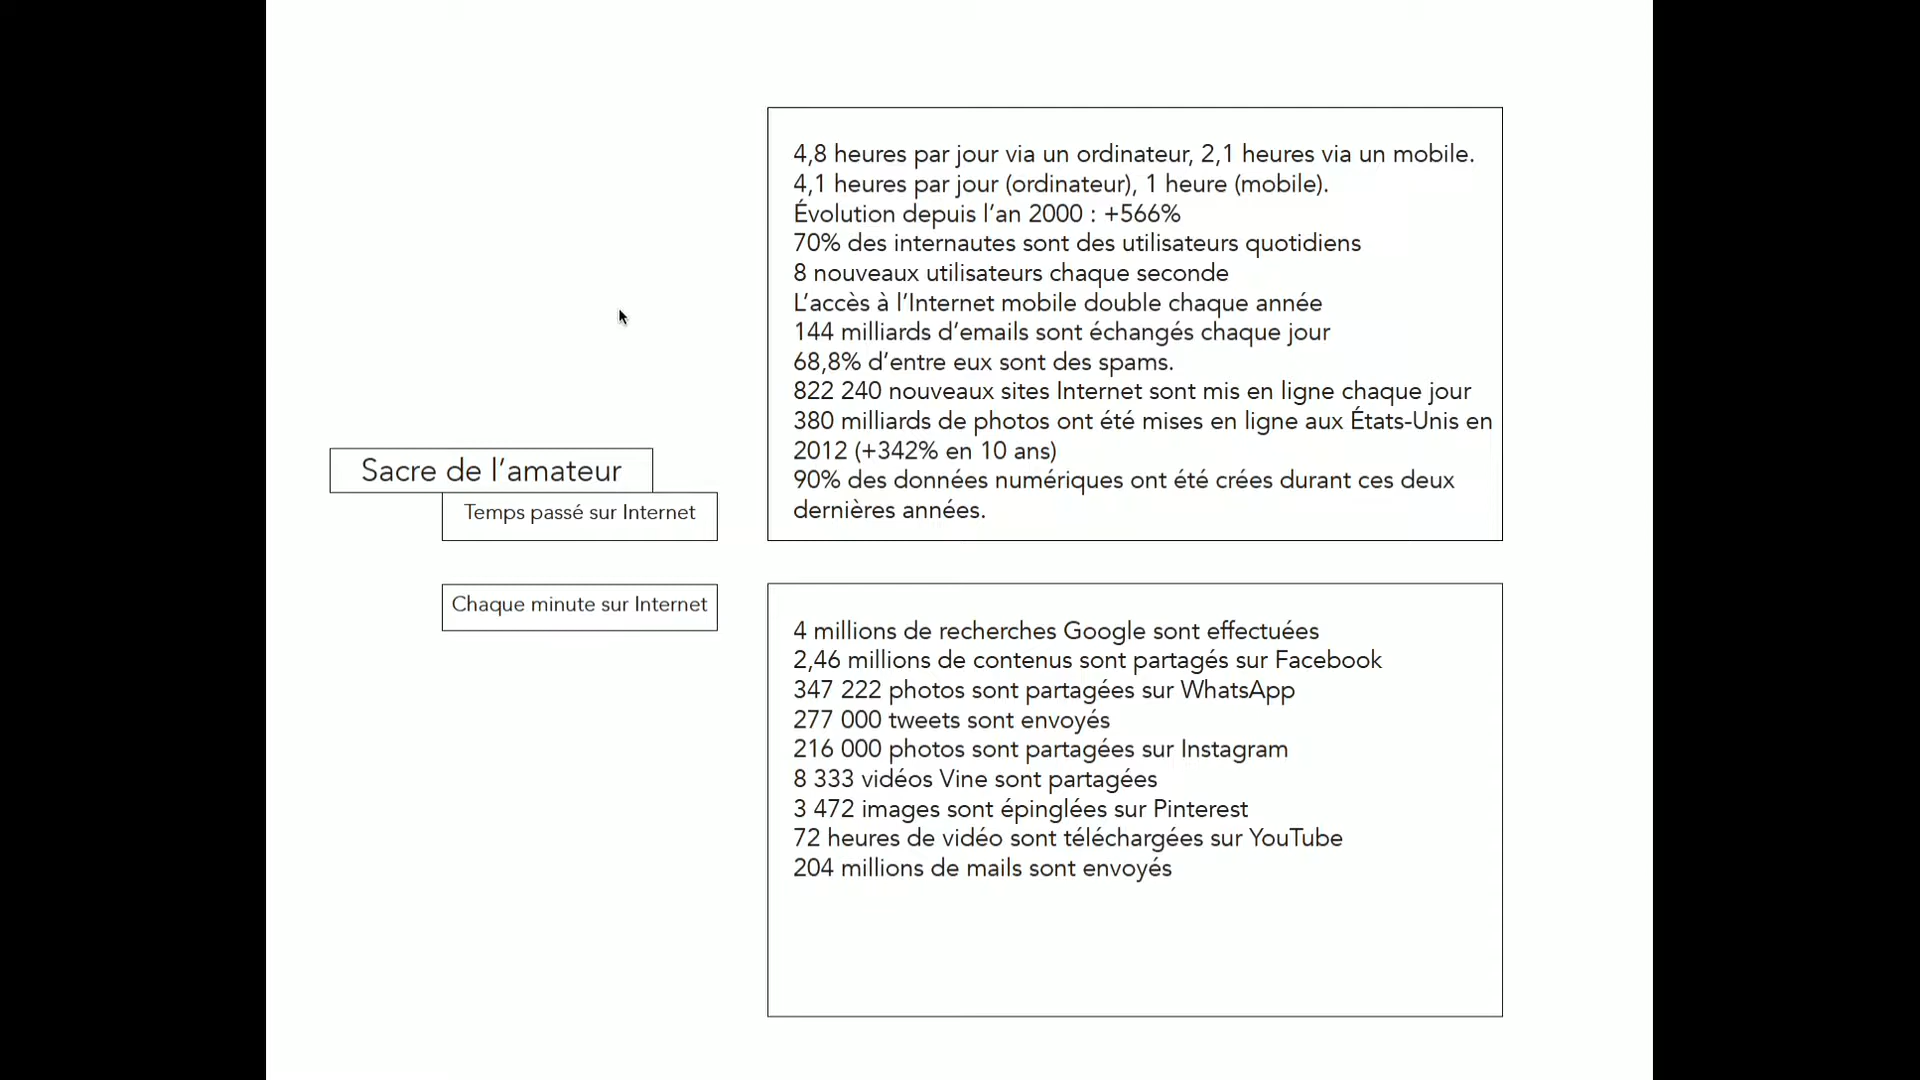 Sacre de l'amateur
Temps passé sur Internet
4,8 heures par jour via un ordinateur, 2,1 heures via un mobile.
4,1 heures par jour (ordinateur), 1 heure (mobile).
Évolution depuis l'an 2000 : +566%
70% des internautes sont des utilisateurs quotidiens
8 nouveaux utilisateurs chaque seconde
L'accès à l'Internet mobile double chaque année
144 milliards d'emails sont échangés chaque jour
68,8% d'entre eux sont des spams.
822 240 nouveaux sites Internet sont mis en ligne chaque jour
380 milliards de photos ont été mises en ligne aux États-Unis en
2012 (+342% en 10 ans)
90% des données numériques ont été crées durant ces deux
dernières années.
Chaque minute sur Internet
4 millions de recherches Google sont effectuées
2,46 millions de contenus sont partagés sur Facebook
347 222 photos sont partagées sur WhatsApp
277 000 tweets sont envoyés
216 000 photos sont partagées sur Instagram
8 333 vidéos Vine sont partagées
3 472 images sont épinglées sur Pinterest
72 heures de vidéo sont téléchargées sur YouTube
204 millions de mails sont envoyés